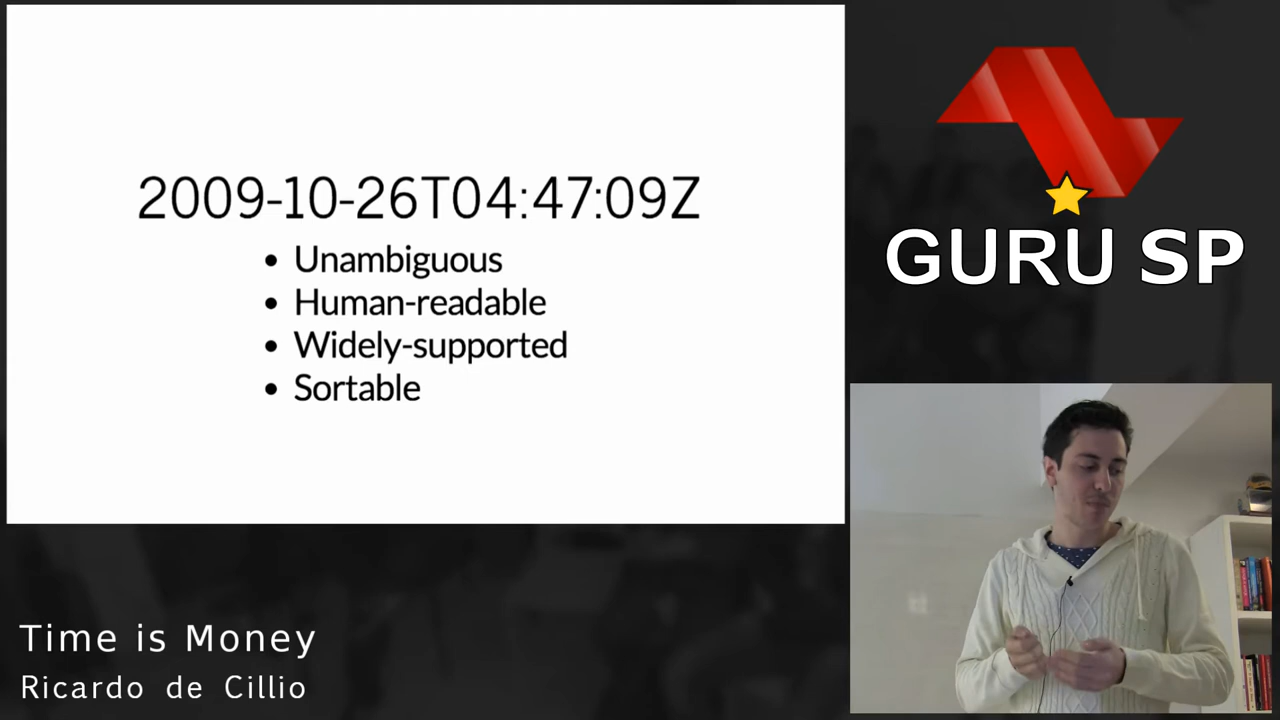 2009-10-26T04:47:09Z
• Unambiguous
• Human-readable
• Widely-supported
• Sortable
GURU SP
Time is Money
Ricardo de Cillio